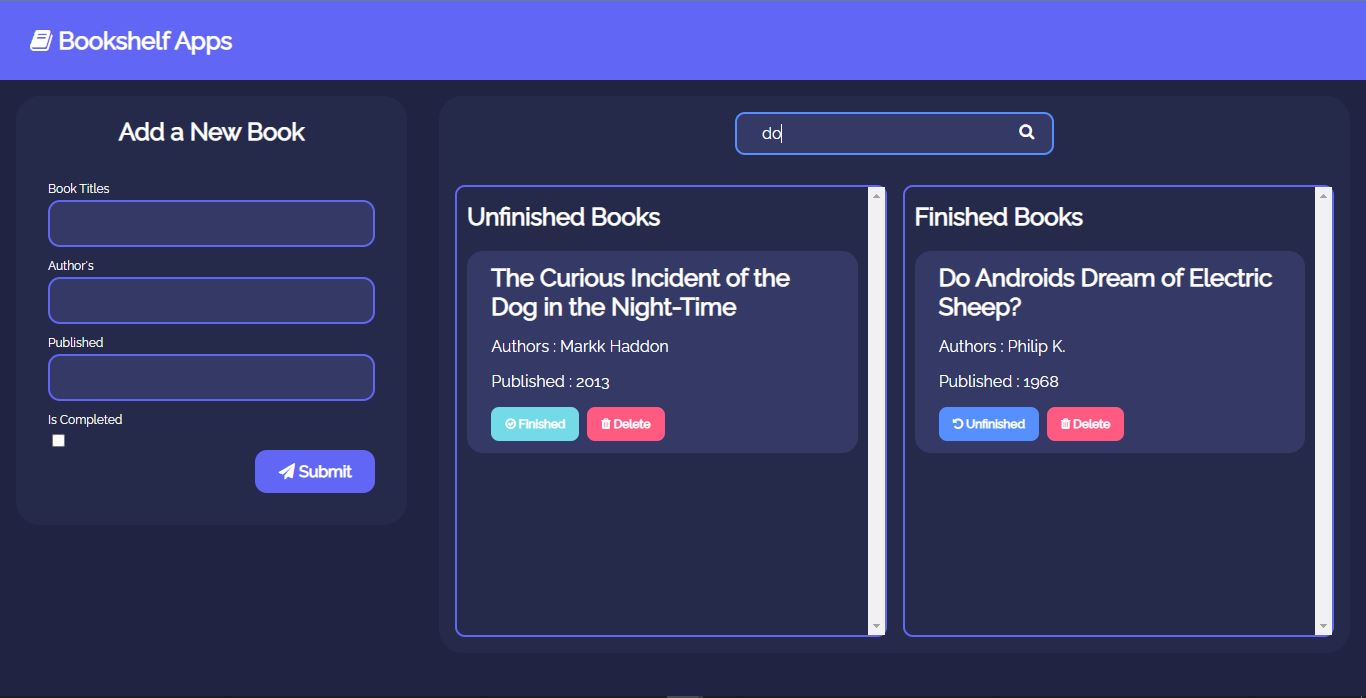 Bookshelf Apps
Add a New Book
Book Titles
Author's
Published
Is Completed
Submit
do
Unfinished Books
The Curious Incident of the
Dog in the Night-Time
Authors : Markk Haddon
Published : 2013
Finished Delete
Finished Books
Do Androids Dream of Electric
Sheep?
Authors : Philip K.
Published : 1968
Unfinished Delete